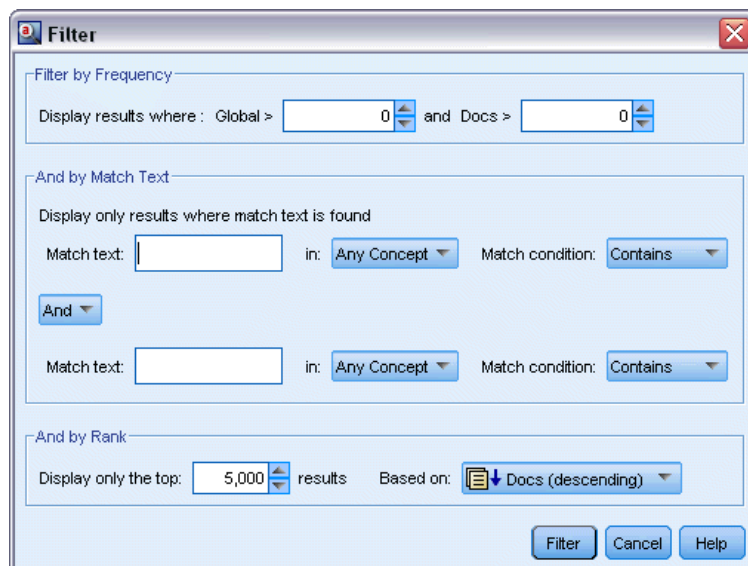 Filter
Filter by Frequency
Display results where : Global > 0 and Docs > 0
And by Match Text
Display only results where match text is found
Match text: in: Any Concept Match condition: Contains
And
Match text: in: Any Concept Match condition: Contains
And by Rank
Display only the top: 5,000 results Based on: Docs (descending)
Filter Cancel Help